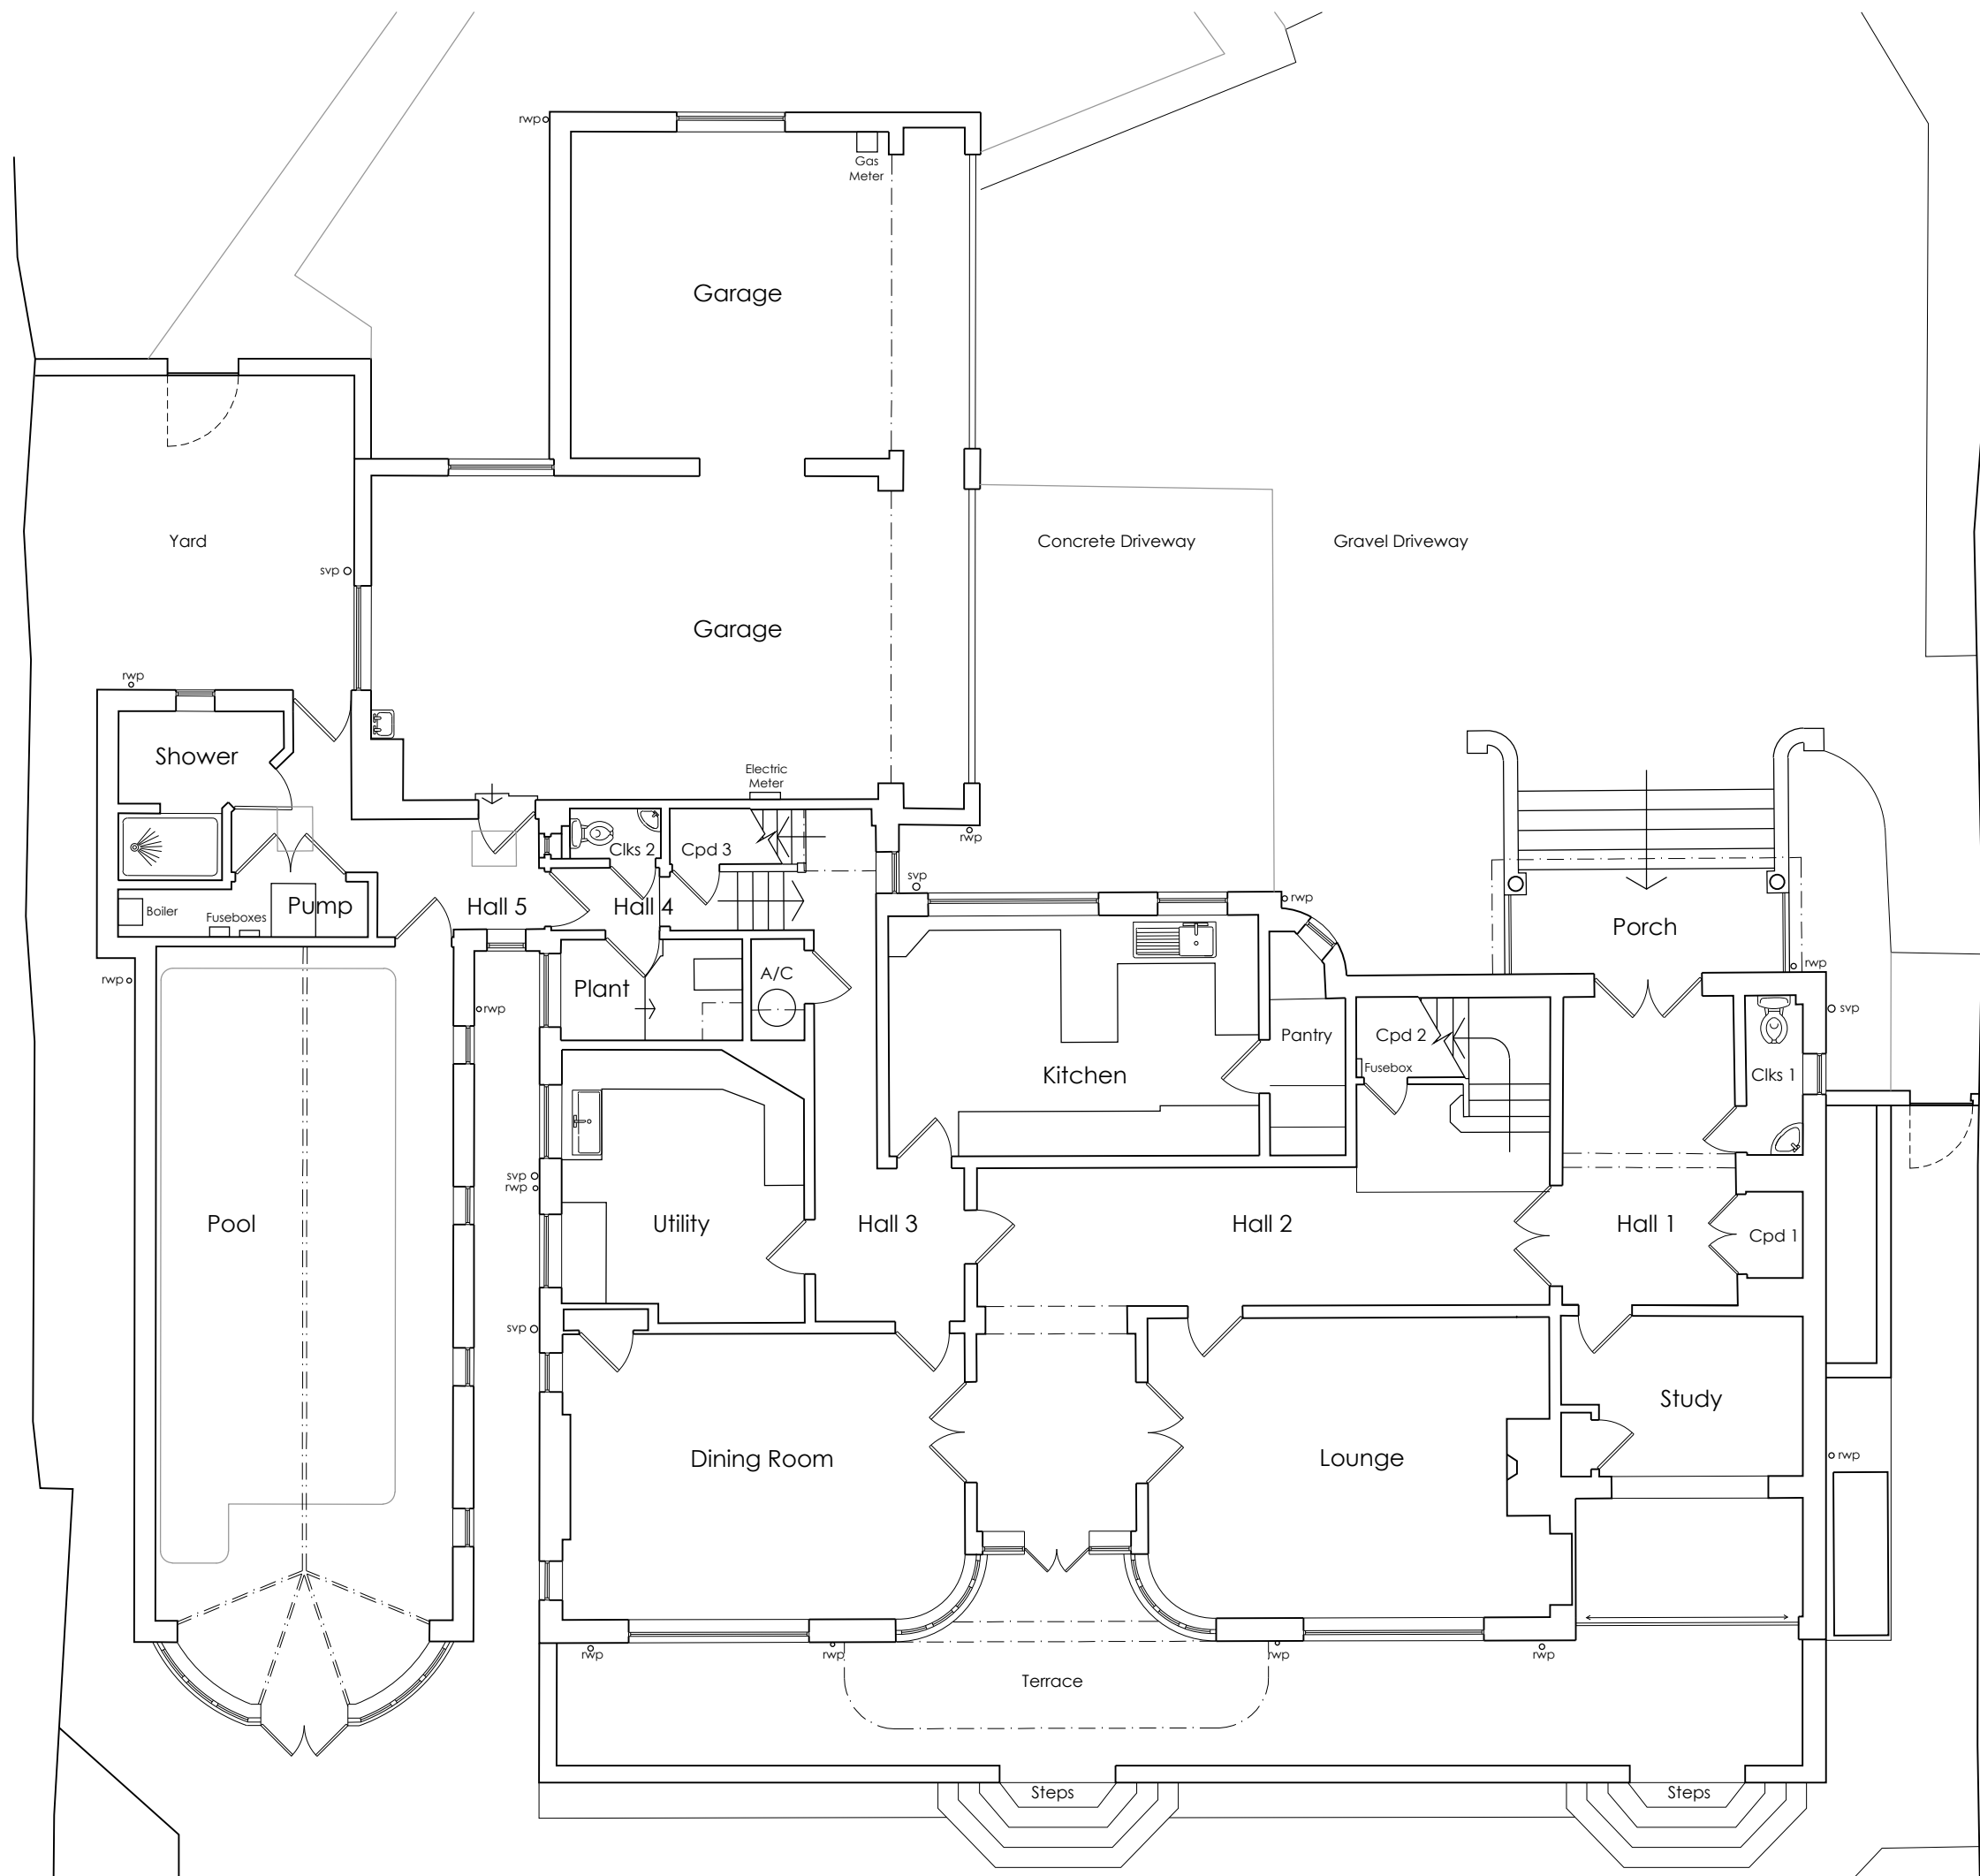 rwp
Gas
Meter
Garage
Yard
Concrete Driveway
Gravel Driveway
svp
Garage
rwp
Shower
Electric
Meter
rwp
Clks 2
Cpd 3
svp
rwp
Boiler
Fuseboxes
Pump
Hall 5
Hall 4
Porch
rwp
rwp
Plant
A/C
rwp
svp
Pantry
Cpd 2
Fusebox
Kitchen
Clks 1
svp
rwp
Pool
Utility
Hall 3
Hall 2
Hall 1
Cpd 1
svp
Study
Dining Room
Lounge
rwp
rwp
rwp
rwp
rwp
Terrace
Steps
Steps